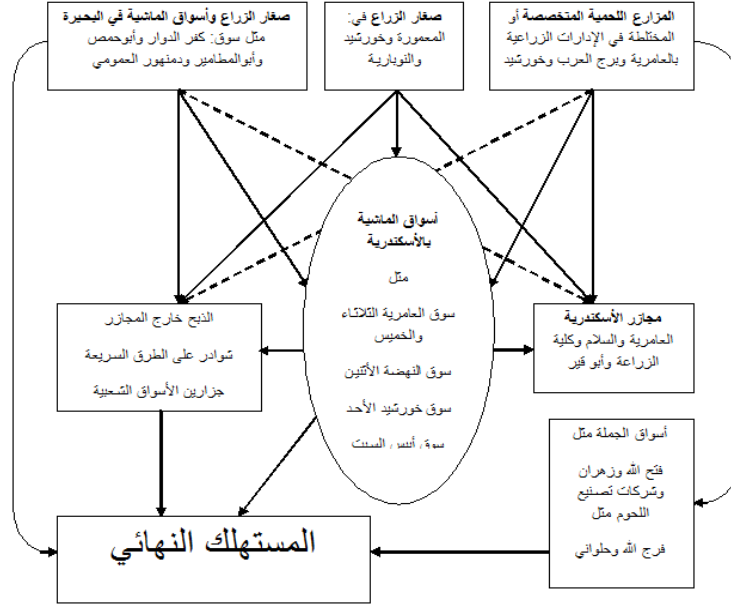 المزارع اللحمية المتخصصة أو
المختلطة في الإدارات الزراعية
بالعامرية وبرج العرب وخورشيد
صغار الزراع في:
المعمورة وخورشيد
والنوبارية
صغار الزراع وأسواق الماشية في البحيرة
مثل سوق: كفر الدوار وأبوحمص
وأبوالمطامير ودمنهور العمومي
أسواق الماشية
بالأسكندرية
مثل
سوق العامرية الثلاثاء
والخميس
سوق النهضة الأثنين
سوق خورشيد الأحد
سوق أنيس السبت
مجازر الأسكندرية
العامرية والسلام وكلية
الزراعة وأبو قير
الذبح خارج المجازر
شوادر على الطرق السريعة
جزارين الأسواق الشعبية
أسواق الجملة مثل
فتح الله وزهران
وشركات تصنيع
اللحوم مثل
فرج الله وحلواني
المستهلك النهائي